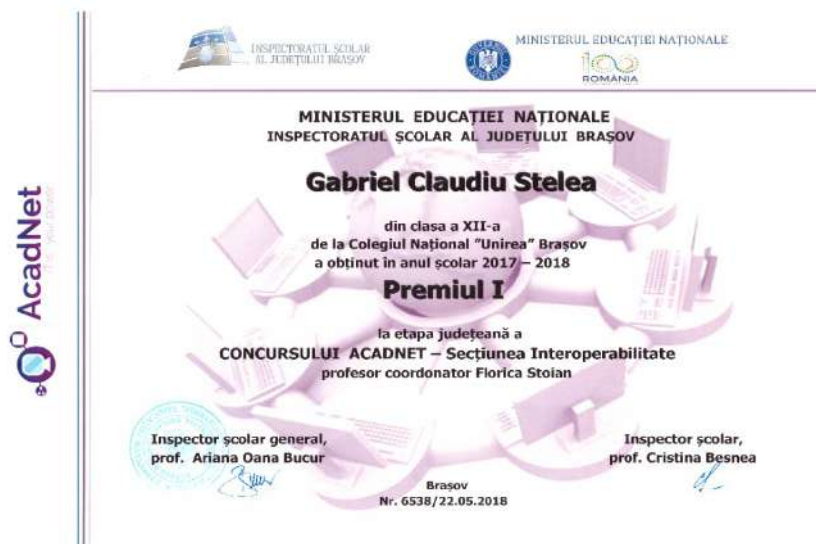 INSPECTORATUL ȘCOLAR
AL JUDEȚULUI BRAȘOV
GUVERNUL ROMÂNIEI
MINISTERUL EDUCAȚIEI NAȚIONALE
ROMÂNIA
MINISTERUL EDUCAȚIEI NAȚIONALE
INSPECTORATUL ȘCOLAR AL JUDEȚULUI BRAȘOV
Gabriel Claudiu Stelea
din clasa a XII-a
de la Colegiul Național "Unirea" Brașov
a obținut în anul școlar 2017 – 2018
Premiul I
la etapa județeană a
CONCURSULUI ACADNET – Secțiunea Interoperabilitate
profesor coordonator Florica Stoian
Inspector școlar general,
prof. Ariana Oana Bucur
Inspector școlar,
prof. Cristina Besnea
Brașov
Nr. 6538/22.05.2018
AcadNet